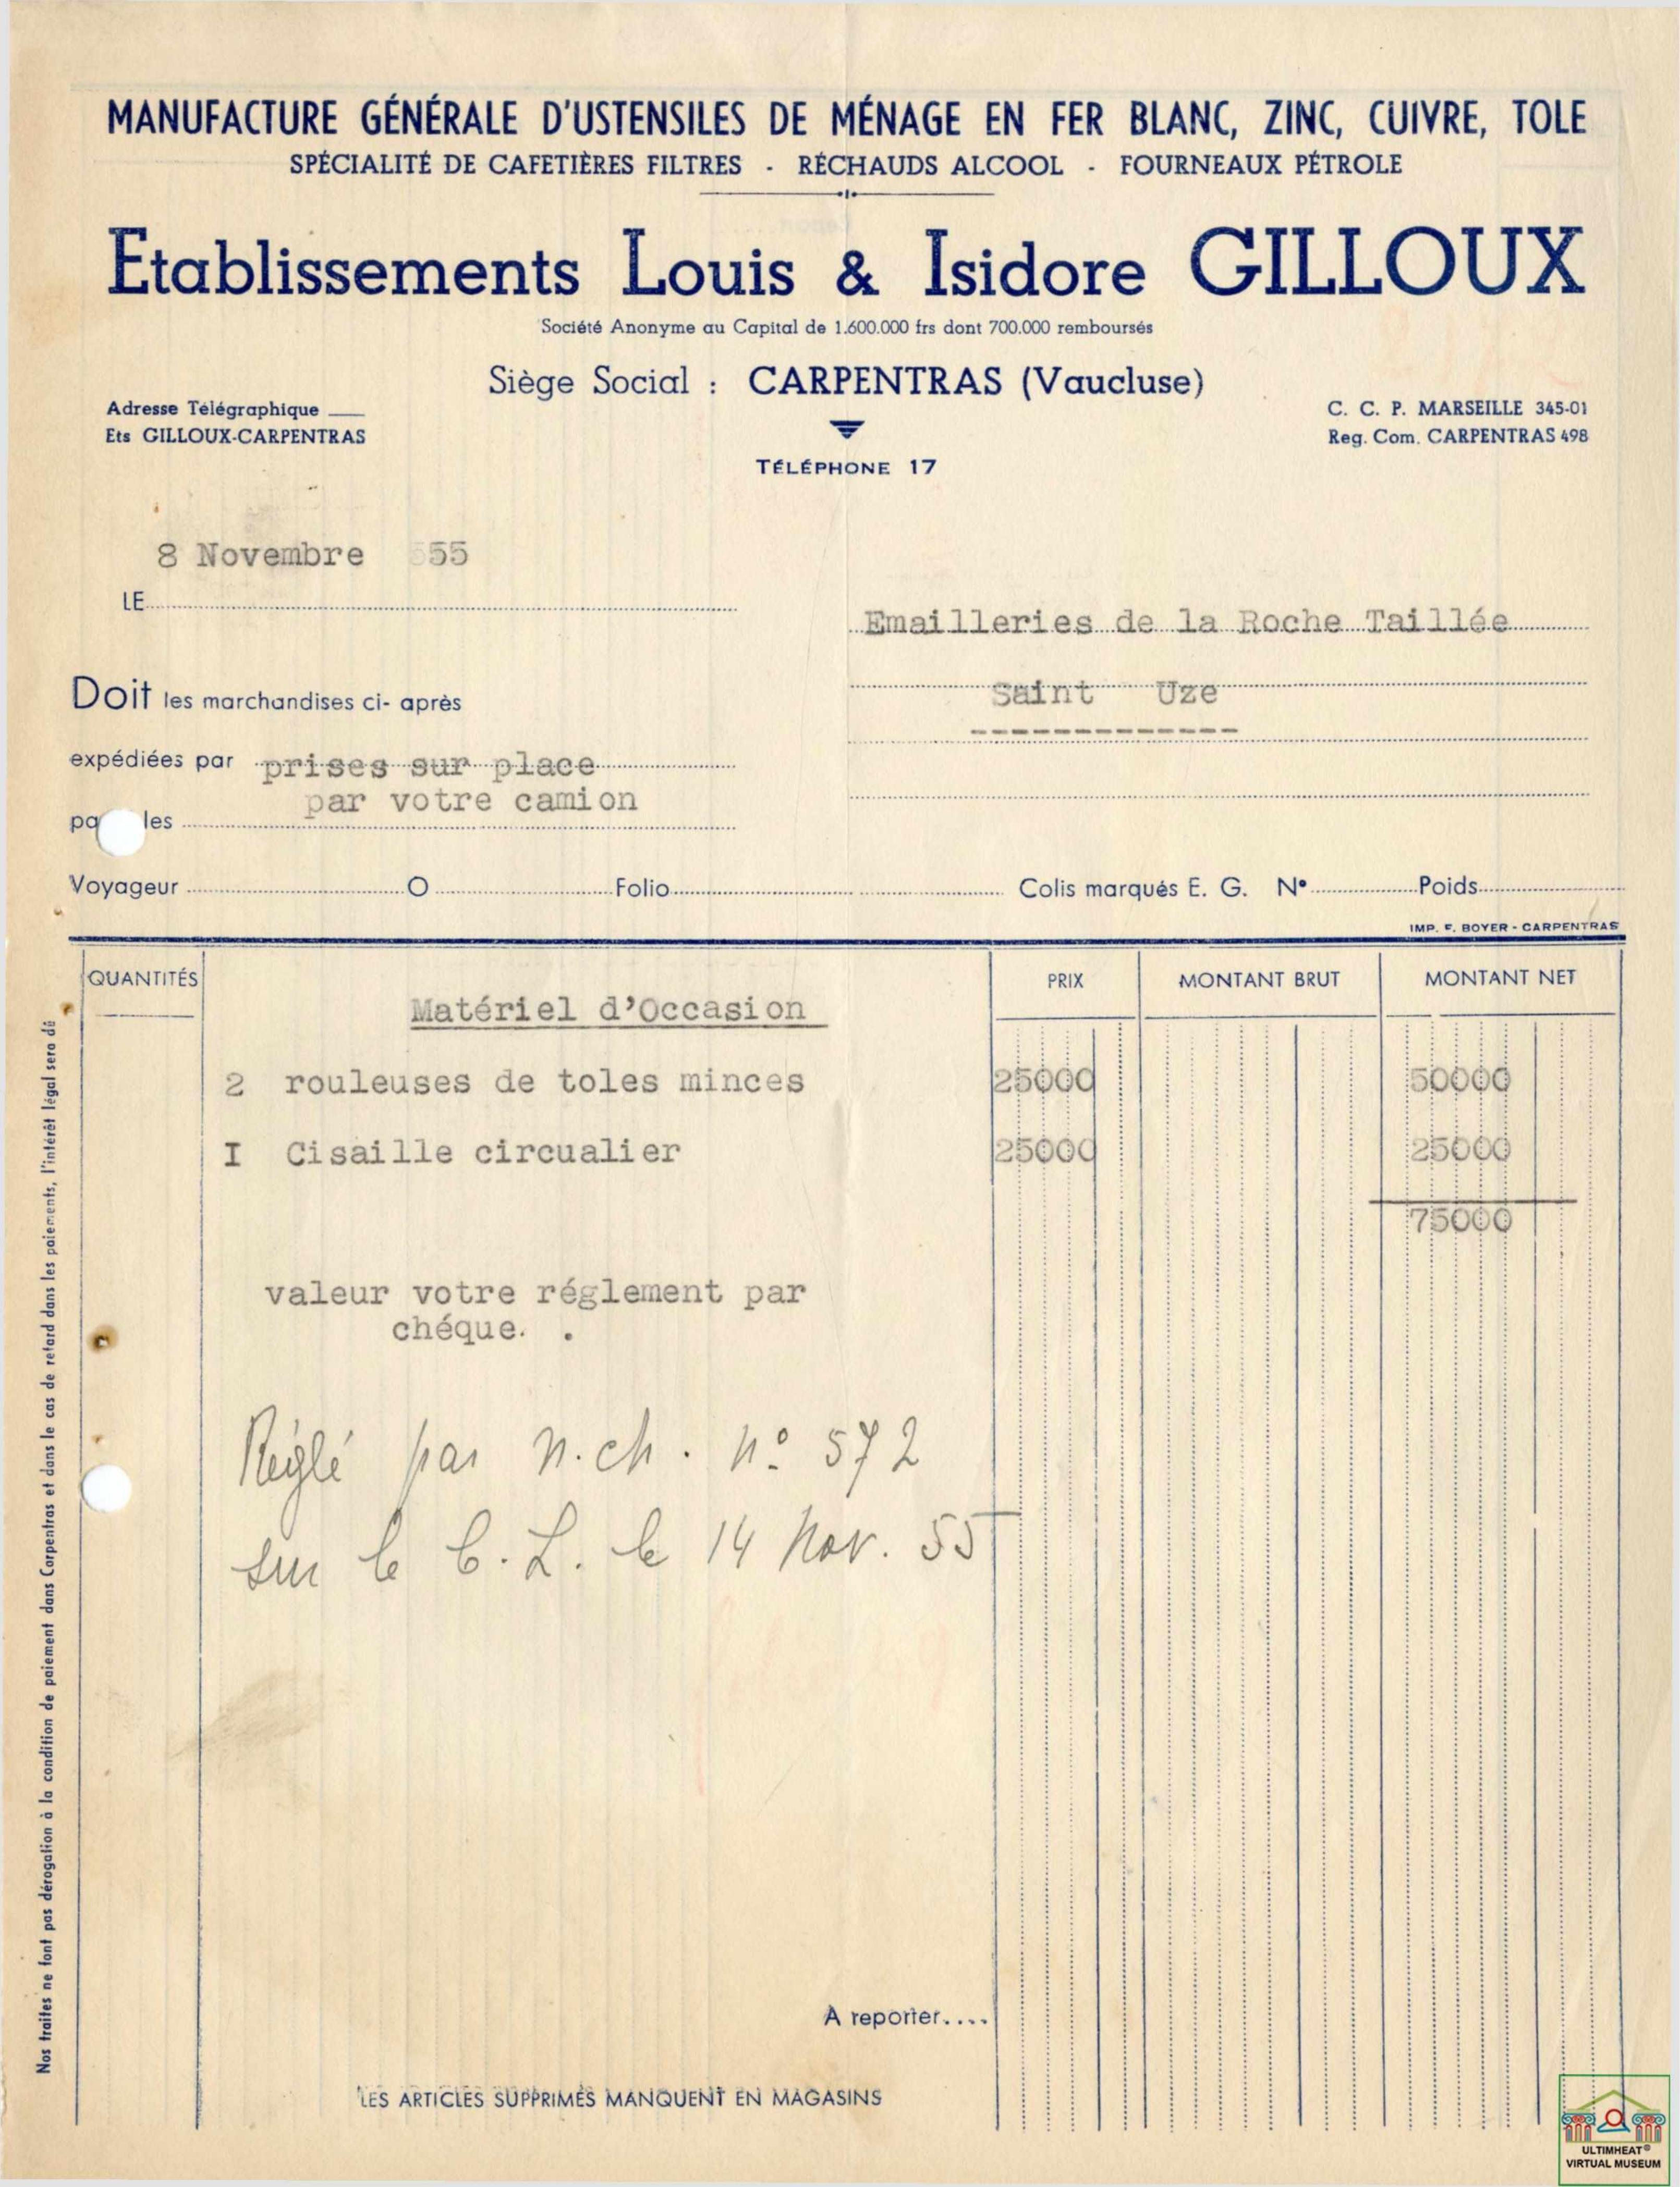 MANUFACTURE GÉNÉRALE D'USTENSILES DE MÉNAGE EN FER BLANC, ZINC, CUIVRE, TOLE
SPÉCIALITÉ DE CAFETIÈRES FILTRES - RÉCHAUDS ALCOOL - FOURNEAUX PÉTROLE
Etablissements Louis & Isidore GILLOUX
Société Anonyme au Capital de 1.600.000 frs dont 700.000 remboursés
Siège Social : CARPENTRAS (Vaucluse)
Adresse Télégraphique
Ets GILLOUX-CARPENTRAS
C. C. P. MARSEILLE 345-01
Reg. Com. CARPENTRAS 498
TÉLÉPHONE 17
8 Novembre 55
LE
Emailleries de la Roche Taillée
Saint Uze
Doit les marchandises ci- après
expédiées par prises sur place
par votre camion
pa les
Voyageur O Folio Colis marqués E. G. N° Poids
IMP. F. BOYER - CARPENTRAS
QUANTITÉS PRIX MONTANT BRUT MONTANT NET
Matériel d'Occasion
2 rouleuses de toles minces 25000 50000
I Cisaille circualier 25000 25000
75000
valeur votre réglement par
chéque. .
Réglé par n.ch. n° 572
sur le C.L. le 14 Nov. 55
A reporter....
LES ARTICLES SUPPRIMÉS MANQUENT EN MAGASINS
Nos traites ne font pas dérogation à la condition de paiement dans Carpentras et dans le cas de retard dans les paiements, l'intérêt légal sera dû
ULTIMHEAT®
VIRTUAL MUSEUM